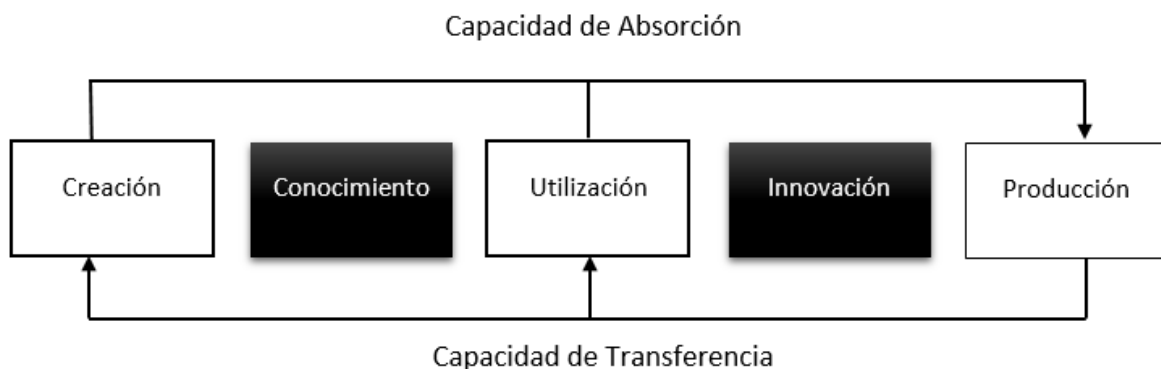 Capacidad de Absorción
Creación
Conocimiento
Utilización
Innovación
Producción
Capacidad de Transferencia